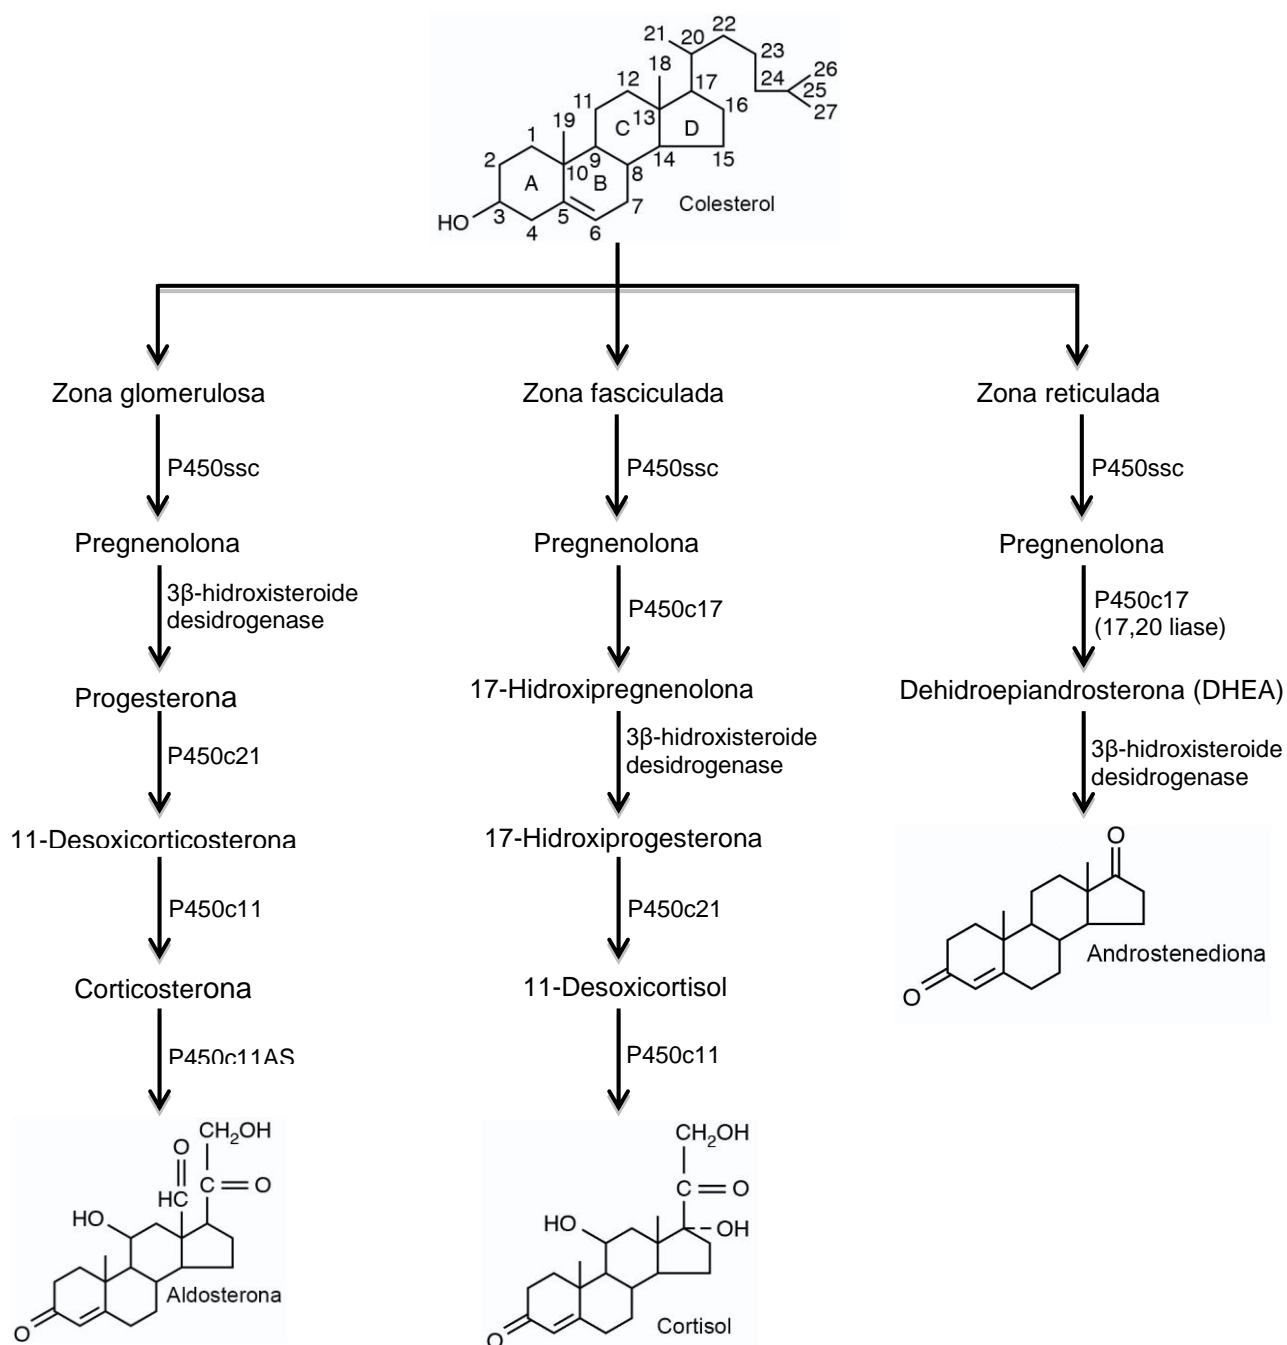 21
20
22
23
24
26
25
27
18
12
17
11
13
16
19
C
D
1
9
14
15
2
10
8
A
B
HO
3
5
7
4
6
Colesterol
Zona glomerulosa
Zona fasciculada
Zona reticulada
P450ssc
P450ssc
P450ssc
Pregnenolona
Pregnenolona
Pregnenolona
3β-hidroxisteroide
desidrogenase
P450c17
P450c17
(17,20 liase)
Progesterona
17-Hidroxipregnenolona
Dehidroepiandrosterona (DHEA)
P450c21
3β-hidroxisteroide
desidrogenase
3β-hidroxisteroide
desidrogenase
11-Desoxicorticosterona
17-Hidroxiprogesterona
O
Androstenediona
O
P450c11
P450c21
Corticosterona
11-Desoxicortisol
P450c11AS
P450c11
CH2OH
O
C
O
HC
HO
Aldosterona
O
CH2OH
C
O
HO
OH
Cortisol
O